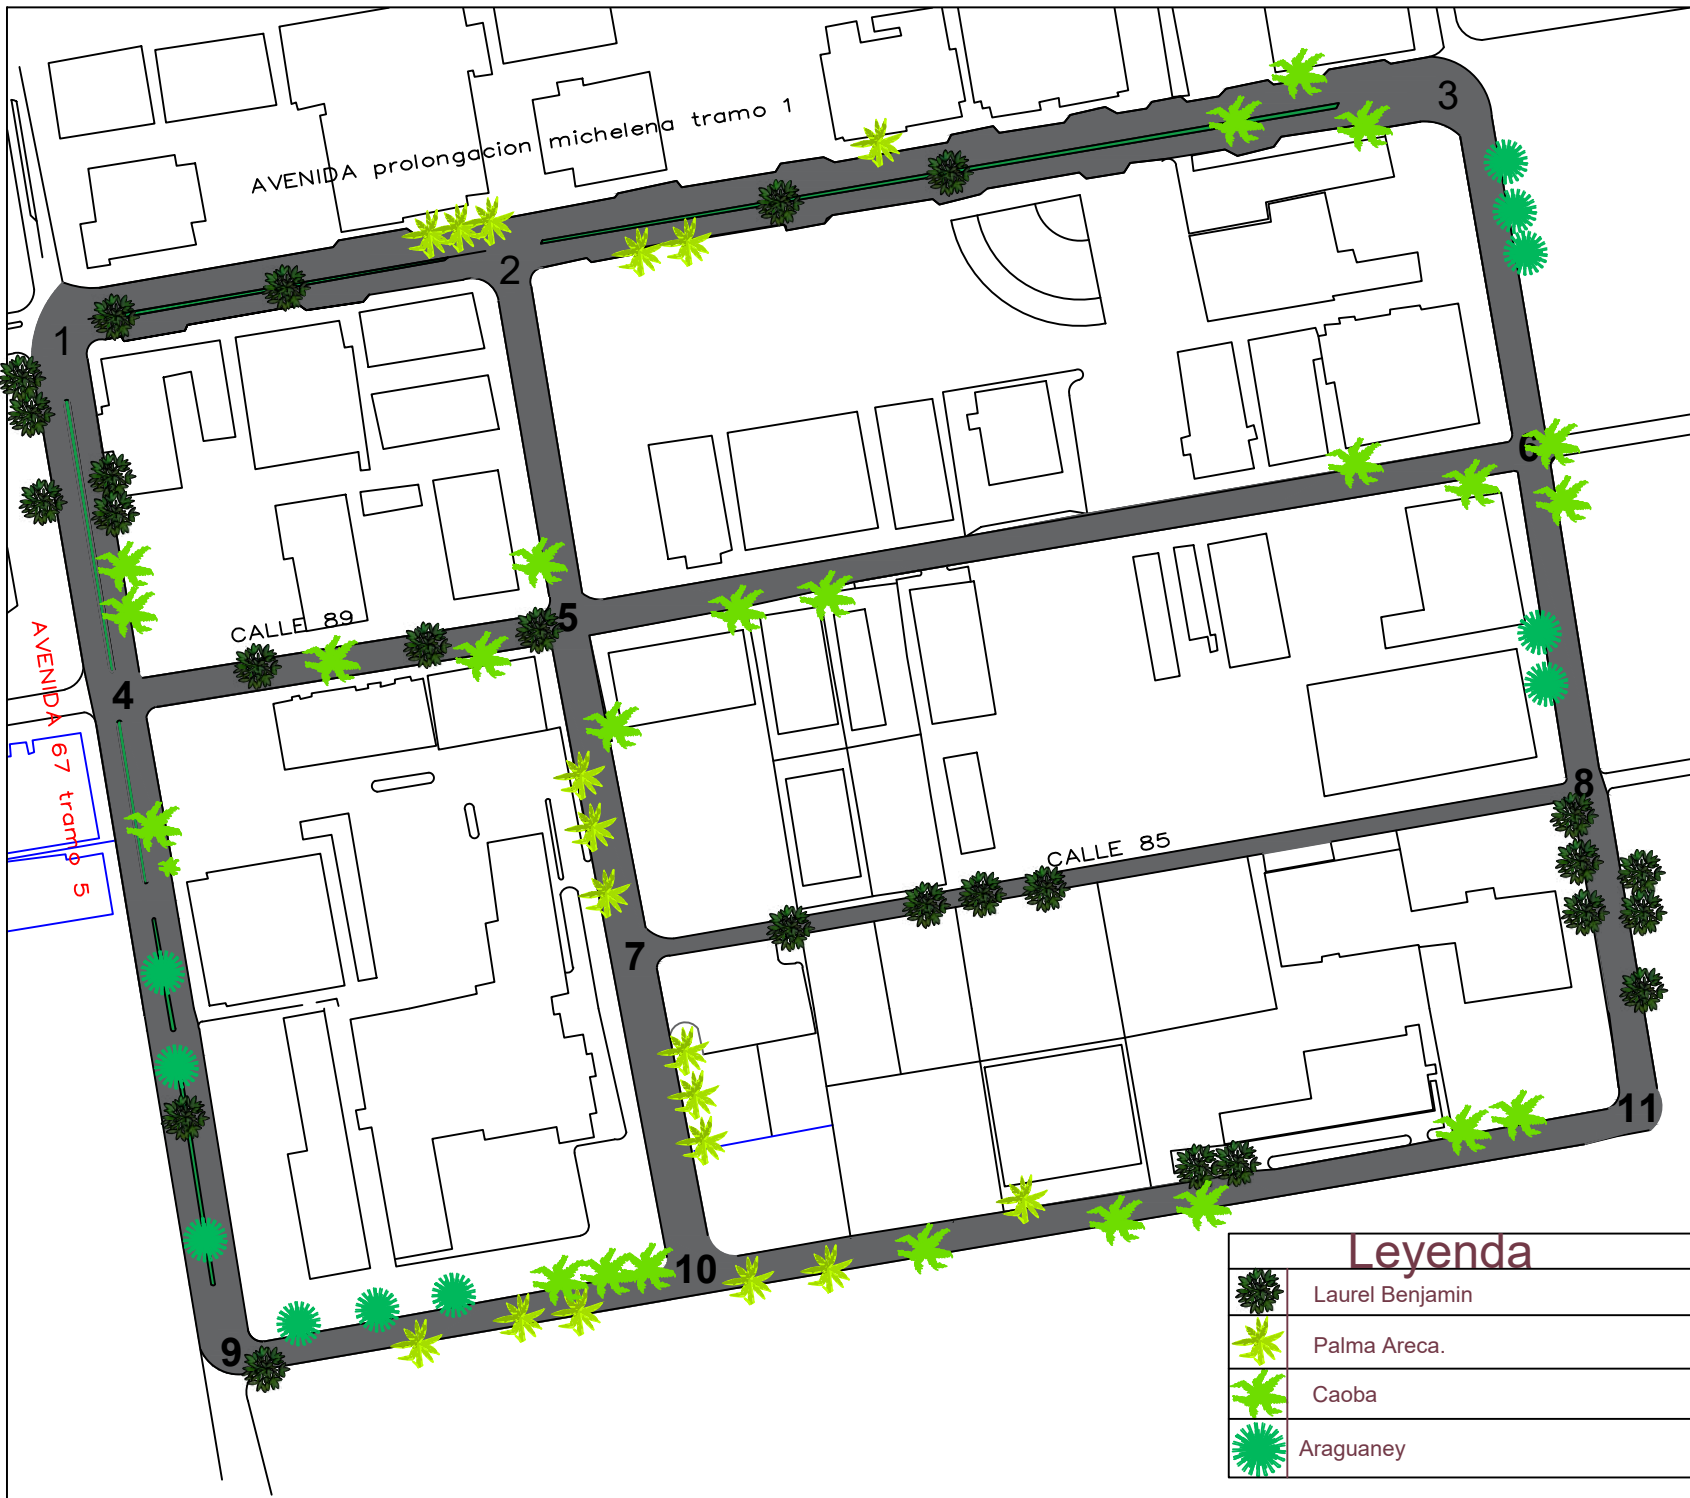 AVENIDA prolongacion michelena tramo 1
3
2
1
6
CALLE 89
5
4
AVENIDA 67 tramo 5
8
CALLE 85
7
11
10
9
Leyenda
Laurel Benjamin
Palma Areca.
Caoba
Araguaney